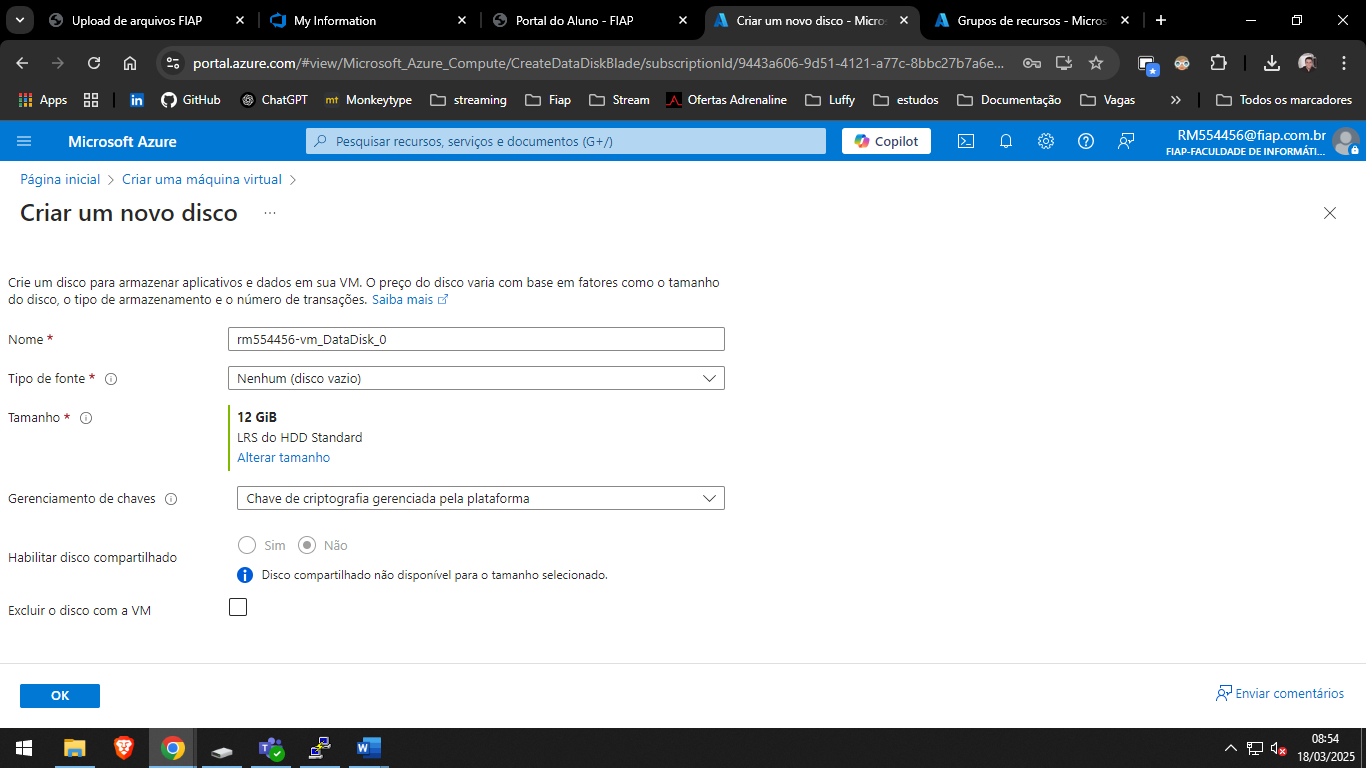 Upload de arquivos FIAP
My Information
Portal do Aluno - FIAP
Criar um novo disco - Micro
Grupos de recursos - Micros
portal.azure.com/#view/Microsoft_Azure_Compute/CreateDataDiskBlade/subscriptionId/9443a606-9d51-4121-a77c-8bbc27b7a6e...
Apps
GitHub
ChatGPT
mt Monkeytype
streaming
Fiap
Stream
Ofertas Adrenaline
Luffy
estudos
Documentação
Vagas
Todos os marcadores
Microsoft Azure
Pesquisar recursos, serviços e documentos (G+/)
Copilot
RM554456@fiap.com.br
FIAP-FACULDADE DE INFORMÁTI...
Página inicial > Criar uma máquina virtual >
Criar um novo disco ...
Crie um disco para armazenar aplicativos e dados em sua VM. O preço do disco varia com base em fatores como o tamanho
do disco, o tipo de armazenamento e o número de transações. Saiba mais
Nome *
rm554456-vm_DataDisk_0
Tipo de fonte *
Nenhum (disco vazio)
Tamanho *
12 GiB
LRS do HDD Standard
Alterar tamanho
Gerenciamento de chaves
Chave de criptografia gerenciada pela plataforma
Habilitar disco compartilhado
Sim
Não
Disco compartilhado não disponível para o tamanho selecionado.
Excluir o disco com a VM
OK
Enviar comentários
08:54
18/03/2025